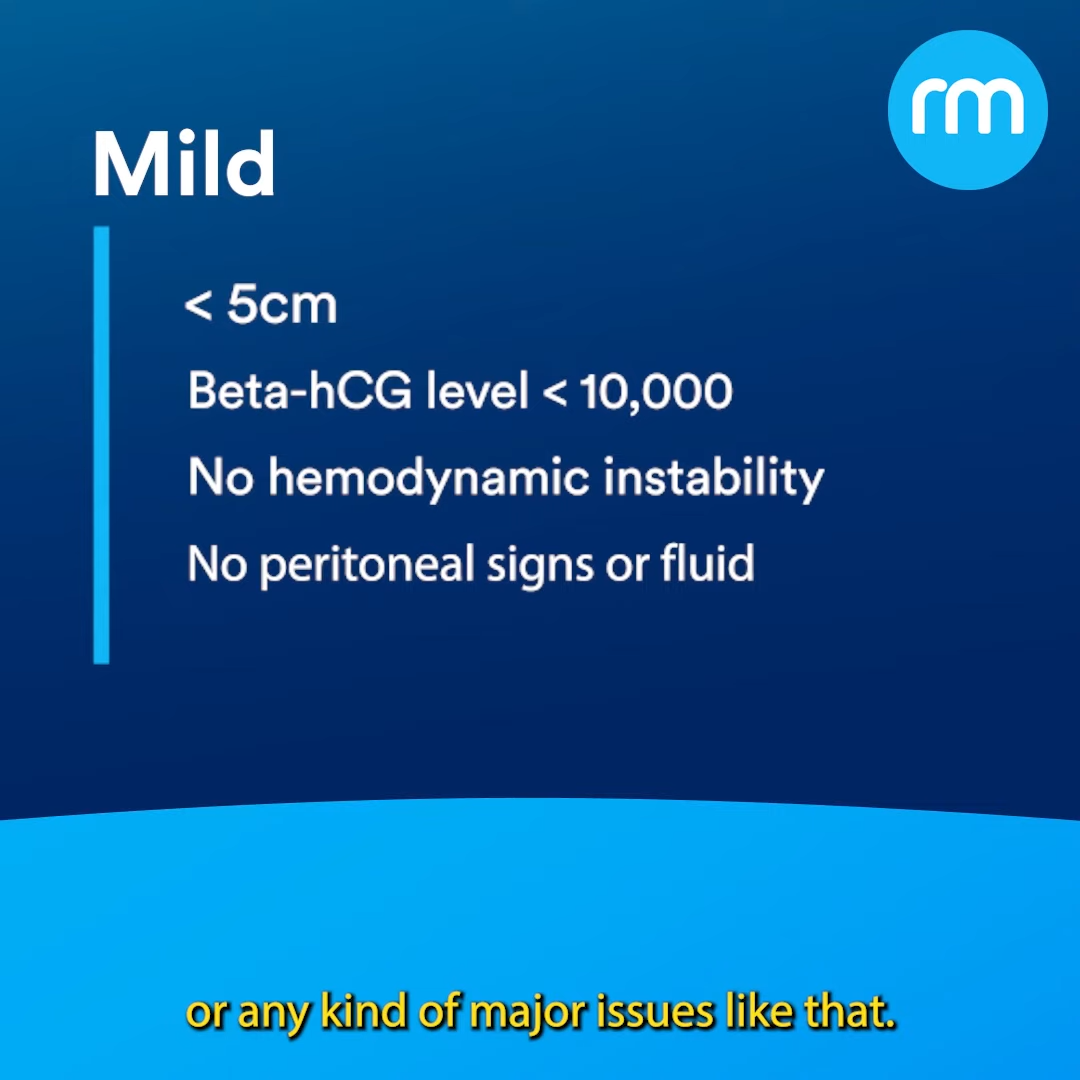 rm
Mild
< 5cm
Beta-hCG level < 10,000
No hemodynamic instability
No peritoneal signs or fluid
or any kind of major issues like that.